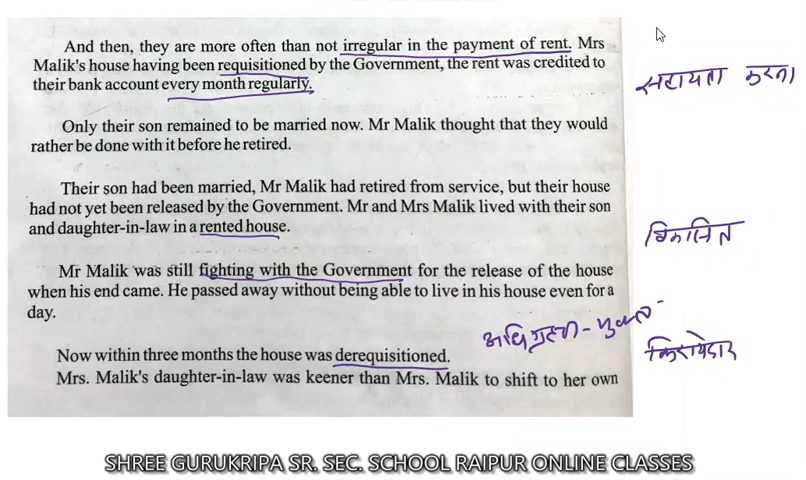 And then, they are more often than not irregular in the payment of rent. Mrs
Malik's house having been requisitioned by the Government, the rent was credited to
their bank account every month regularly.
सहायता करना
Only their son remained to be married now. Mr Malik thought that they would
rather be done with it before he retired.
Their son had been married, Mr Malik had retired from service, but their house
had not yet been released by the Government. Mr and Mrs Malik lived with their son
and daughter-in-law in a rented house.
विकसित
Mr Malik was still fighting with the Government for the release of the house
when his end came. He passed away without being able to live in his house even for a
day.
अधिग्रहण - मुक्त
किरायेदार
Now within three months the house was derequisitioned.
Mrs. Malik's daughter-in-law was keener than Mrs. Malik to shift to her own
SHREE GURUKRIPA SR. SEC. SCHOOL RAIPUR ONLINE CLASSES